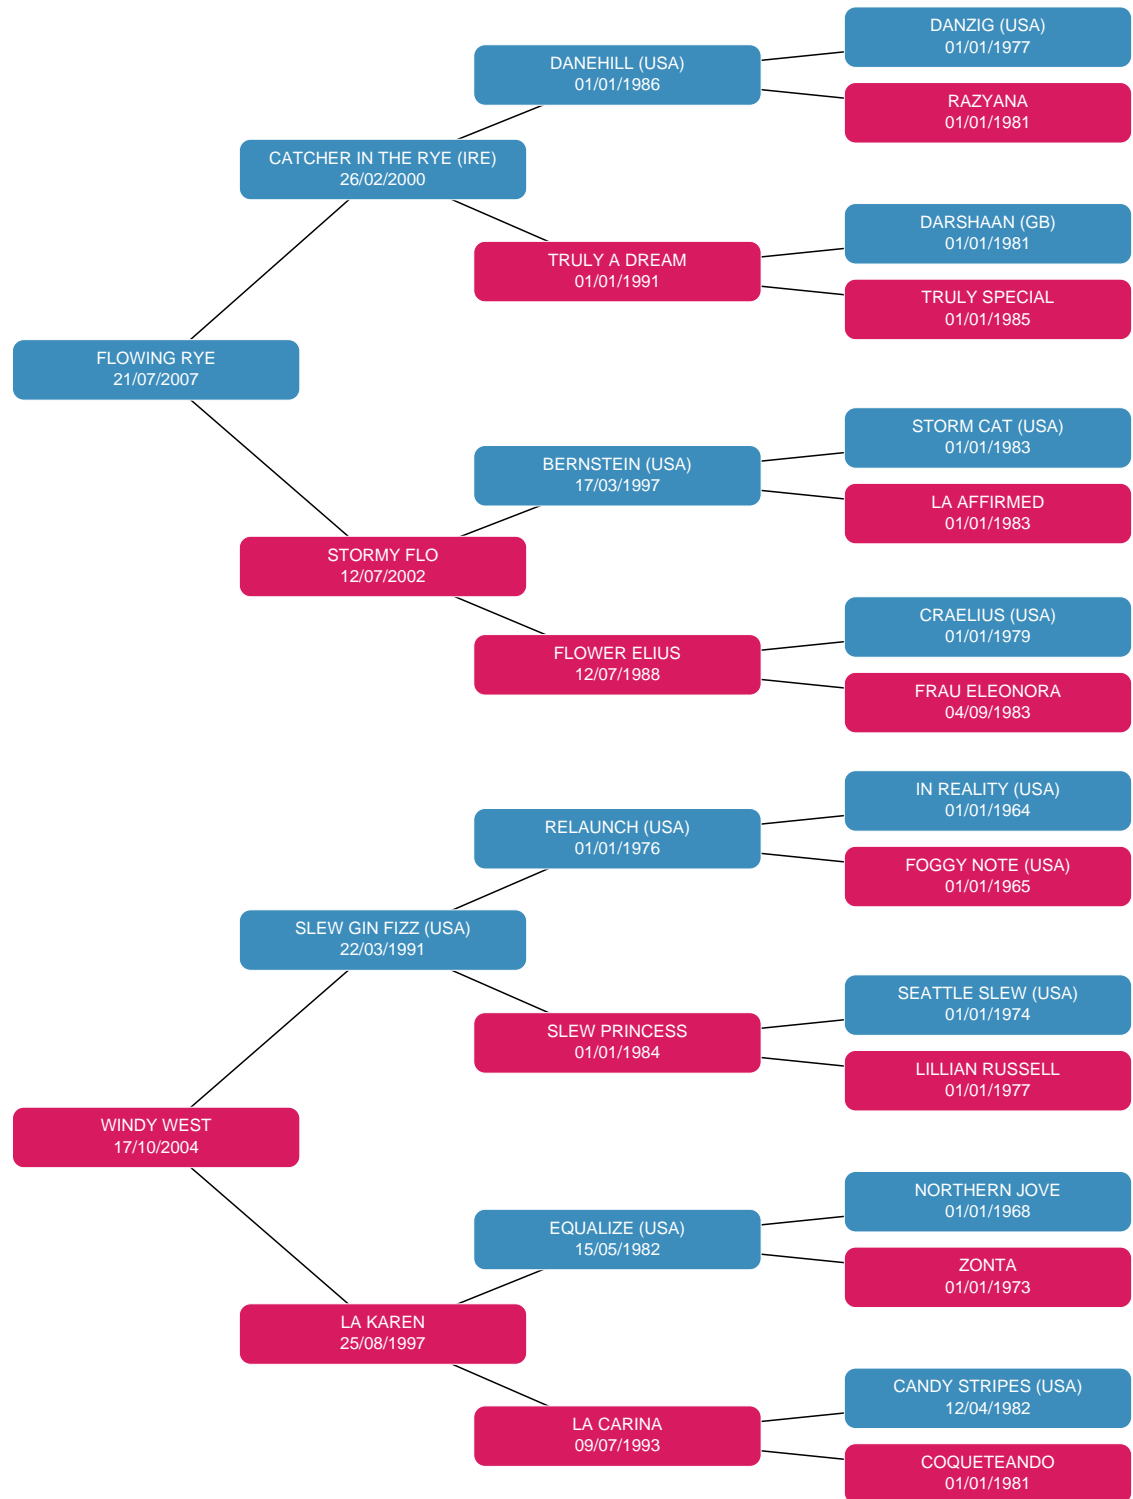 DANZIG (USA)
01/01/1977
DANEHILL (USA)
01/01/1986
RAZYANA
01/01/1981
CATCHER IN THE RYE (IRE)
26/02/2000
DARSHAAN (GB)
01/01/1981
TRULY A DREAM
01/01/1991
TRULY SPECIAL
01/01/1985
FLOWING RYE
21/07/2007
STORM CAT (USA)
01/01/1983
BERNSTEIN (USA)
17/03/1997
LA AFFIRMED
01/01/1983
STORMY FLO
12/07/2002
CRAELIUS (USA)
01/01/1979
FLOWER ELIUS
12/07/1988
FRAU ELEONORA
04/09/1983
IN REALITY (USA)
01/01/1964
RELAUNCH (USA)
01/01/1976
FOGGY NOTE (USA)
01/01/1965
SLEW GIN FIZZ (USA)
22/03/1991
SEATTLE SLEW (USA)
01/01/1974
SLEW PRINCESS
01/01/1984
LILLIAN RUSSELL
01/01/1977
WINDY WEST
17/10/2004
NORTHERN JOVE
01/01/1968
EQUALIZE (USA)
15/05/1982
ZONTA
01/01/1973
LA KAREN
25/08/1997
CANDY STRIPES (USA)
12/04/1982
LA CARINA
09/07/1993
COQUETEANDO
01/01/1981